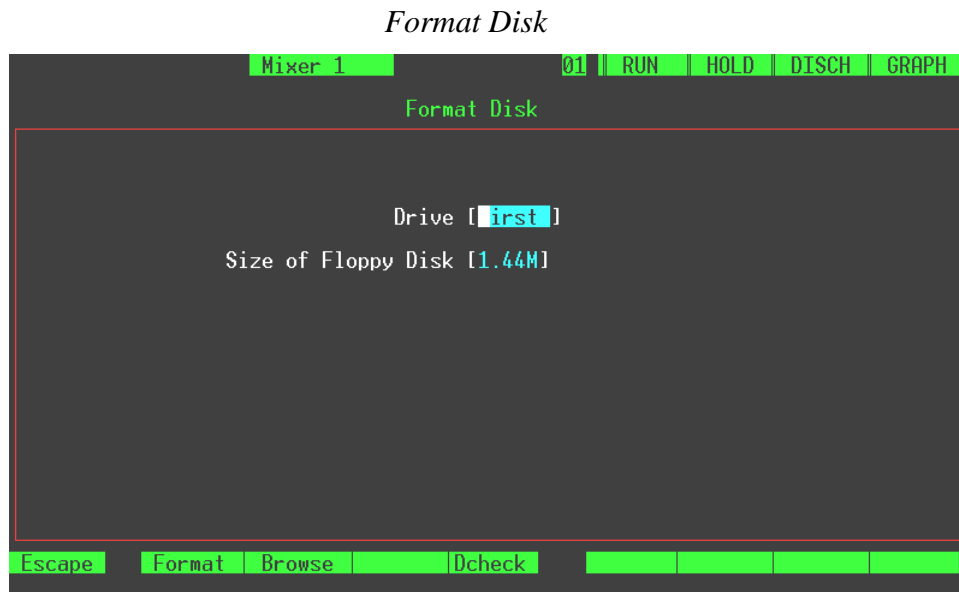 Format Disk
Mixer 1 01 RUN HOLD DISCH GRAPH
Format Disk
Drive [ irst ]
Size of Floppy Disk [1.44M]
Escape Format Browse Dcheck